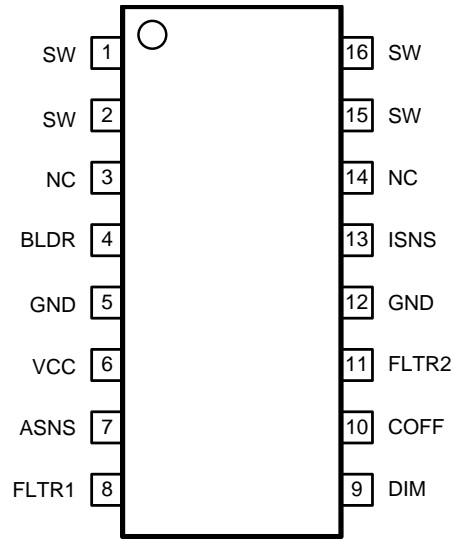 SW 1 16 SW
SW 2 15 SW
NC 3 14 NC
BLDR 4 13 ISNS
GND 5 12 GND
VCC 6 11 FLTR2
ASNS 7 10 COFF
FLTR1 8 9 DIM